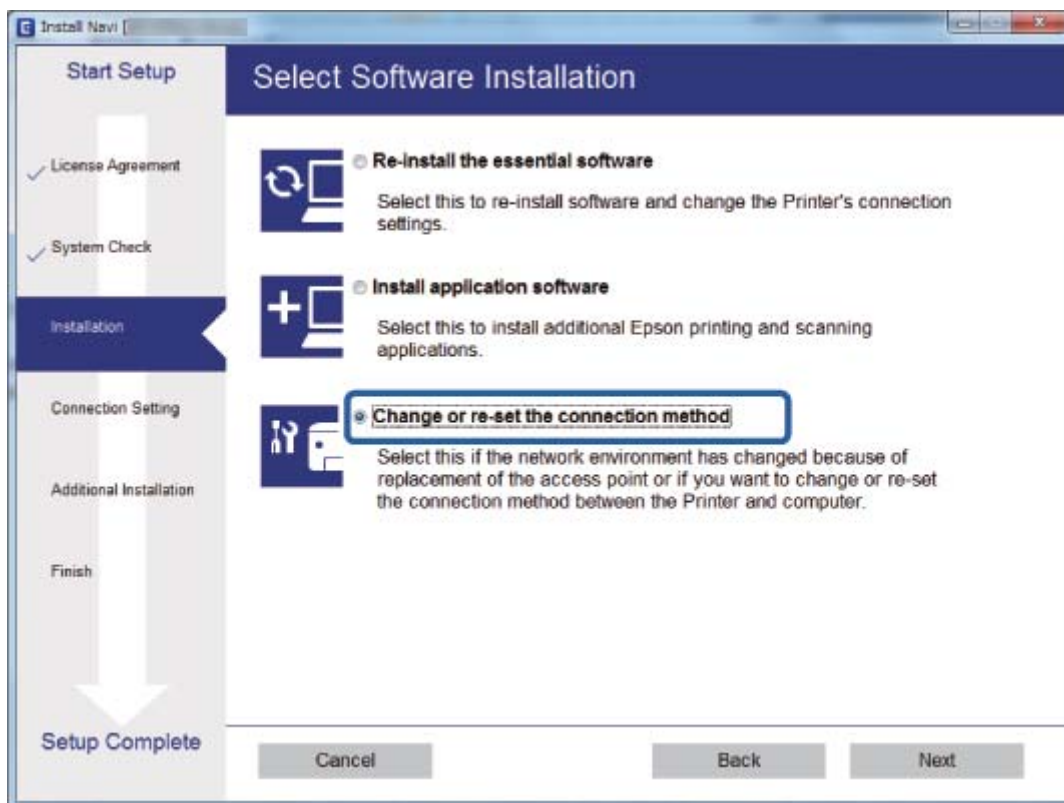 Install Navi [
Start Setup
License Agreement
System Check
Installation
Connection Setting
Additional Installation
Finish
Setup Complete
Select Software Installation
Re-install the essential software
Select this to re-install software and change the Printer's connection
settings.
Install application software
Select this to install additional Epson printing and scanning
applications.
Change or re-set the connection method
Select this if the network environment has changed because of
replacement of the access point or if you want to change or re-set
the connection method between the Printer and computer.
Cancel
Back
Next